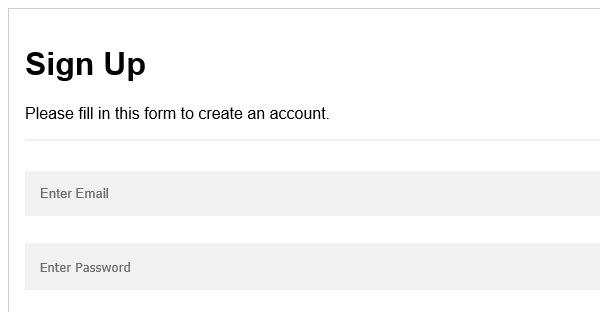 Sign Up
Please fill in this form to create an account.
Enter Email
Enter Password